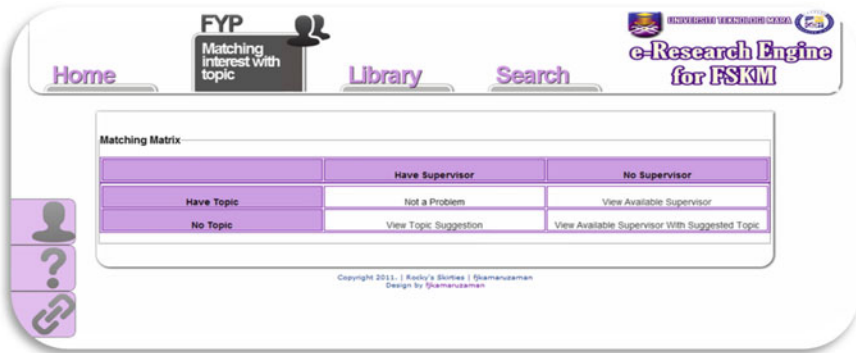 FYP
Matching
interest with
topic
Home
Library
Search
UNIVERSITI TEKNOLOGI MARA
e-Research Engine
for FSKM
Matching Matrix
Have Supervisor
No Supervisor
Have Topic
Not a Problem
View Available Supervisor
No Topic
View Topic Suggestion
View Available Supervisor With Suggested Topic
Copyright 2011. | Rocky's Skirties | fjkamaruzaman
Design by fjkamaruzaman